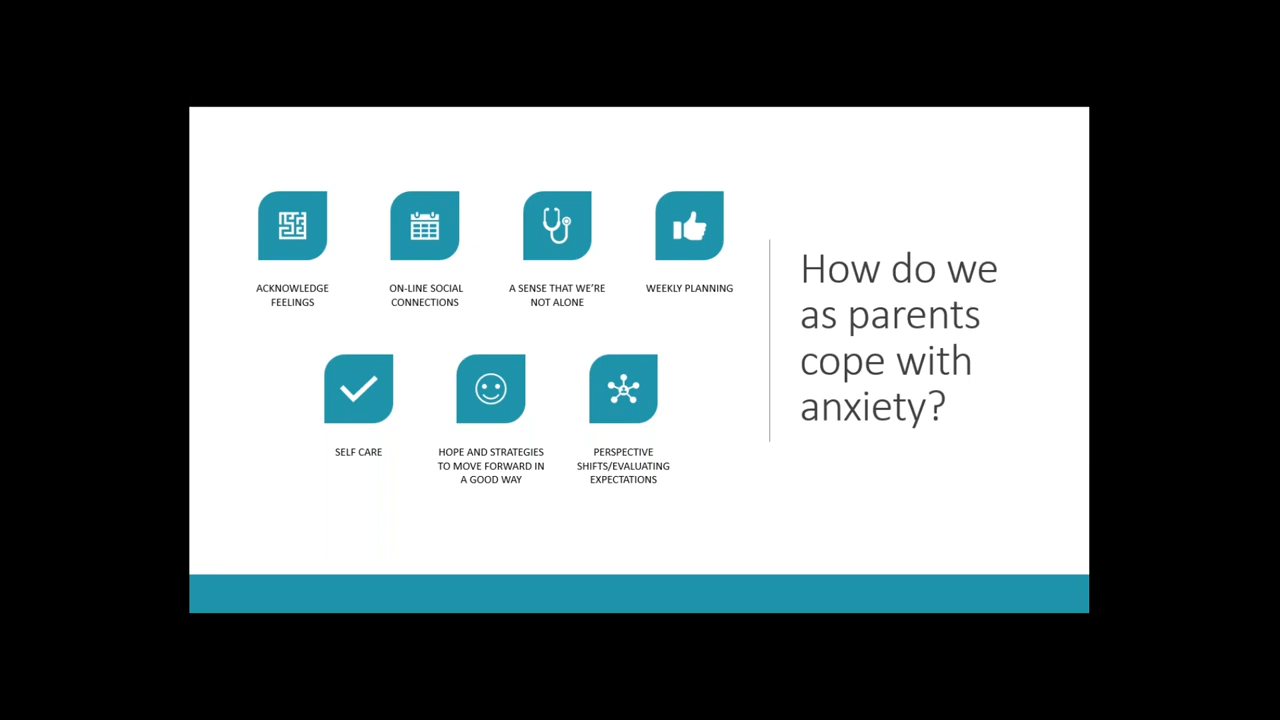 ACKNOWLEDGE
FEELINGS
ON-LINE SOCIAL
CONNECTIONS
A SENSE THAT WE'RE
NOT ALONE
WEEKLY PLANNING
SELF CARE
HOPE AND STRATEGIES
TO MOVE FORWARD IN
A GOOD WAY
PERSPECTIVE
SHIFTS/EVALUATING
EXPECTATIONS
How do we
as parents
cope with
anxiety?